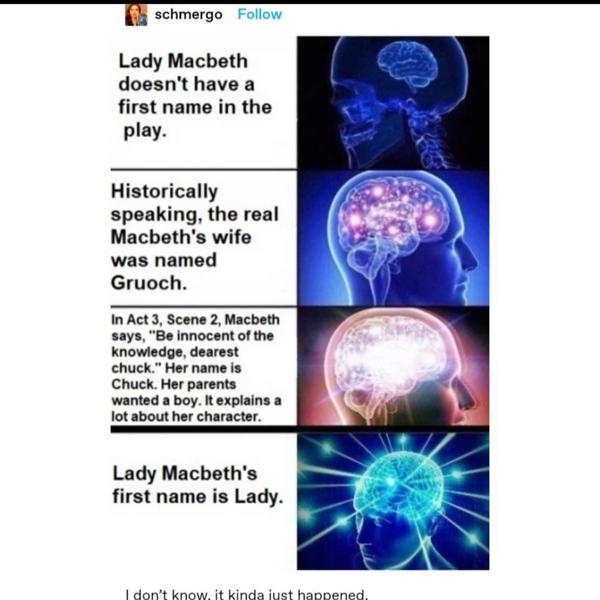 schmergo Follow
Lady Macbeth
doesn't have a
first name in the
play.
Historically
speaking, the real
Macbeth's wife
was named
Gruoch.
In Act 3, Scene 2, Macbeth
says, "Be innocent of the
knowledge, dearest
chuck." Her name is
Chuck. Her parents
wanted a boy. It explains a
lot about her character.
Lady Macbeth's
first name is Lady.
I don't know, it kinda just happened.